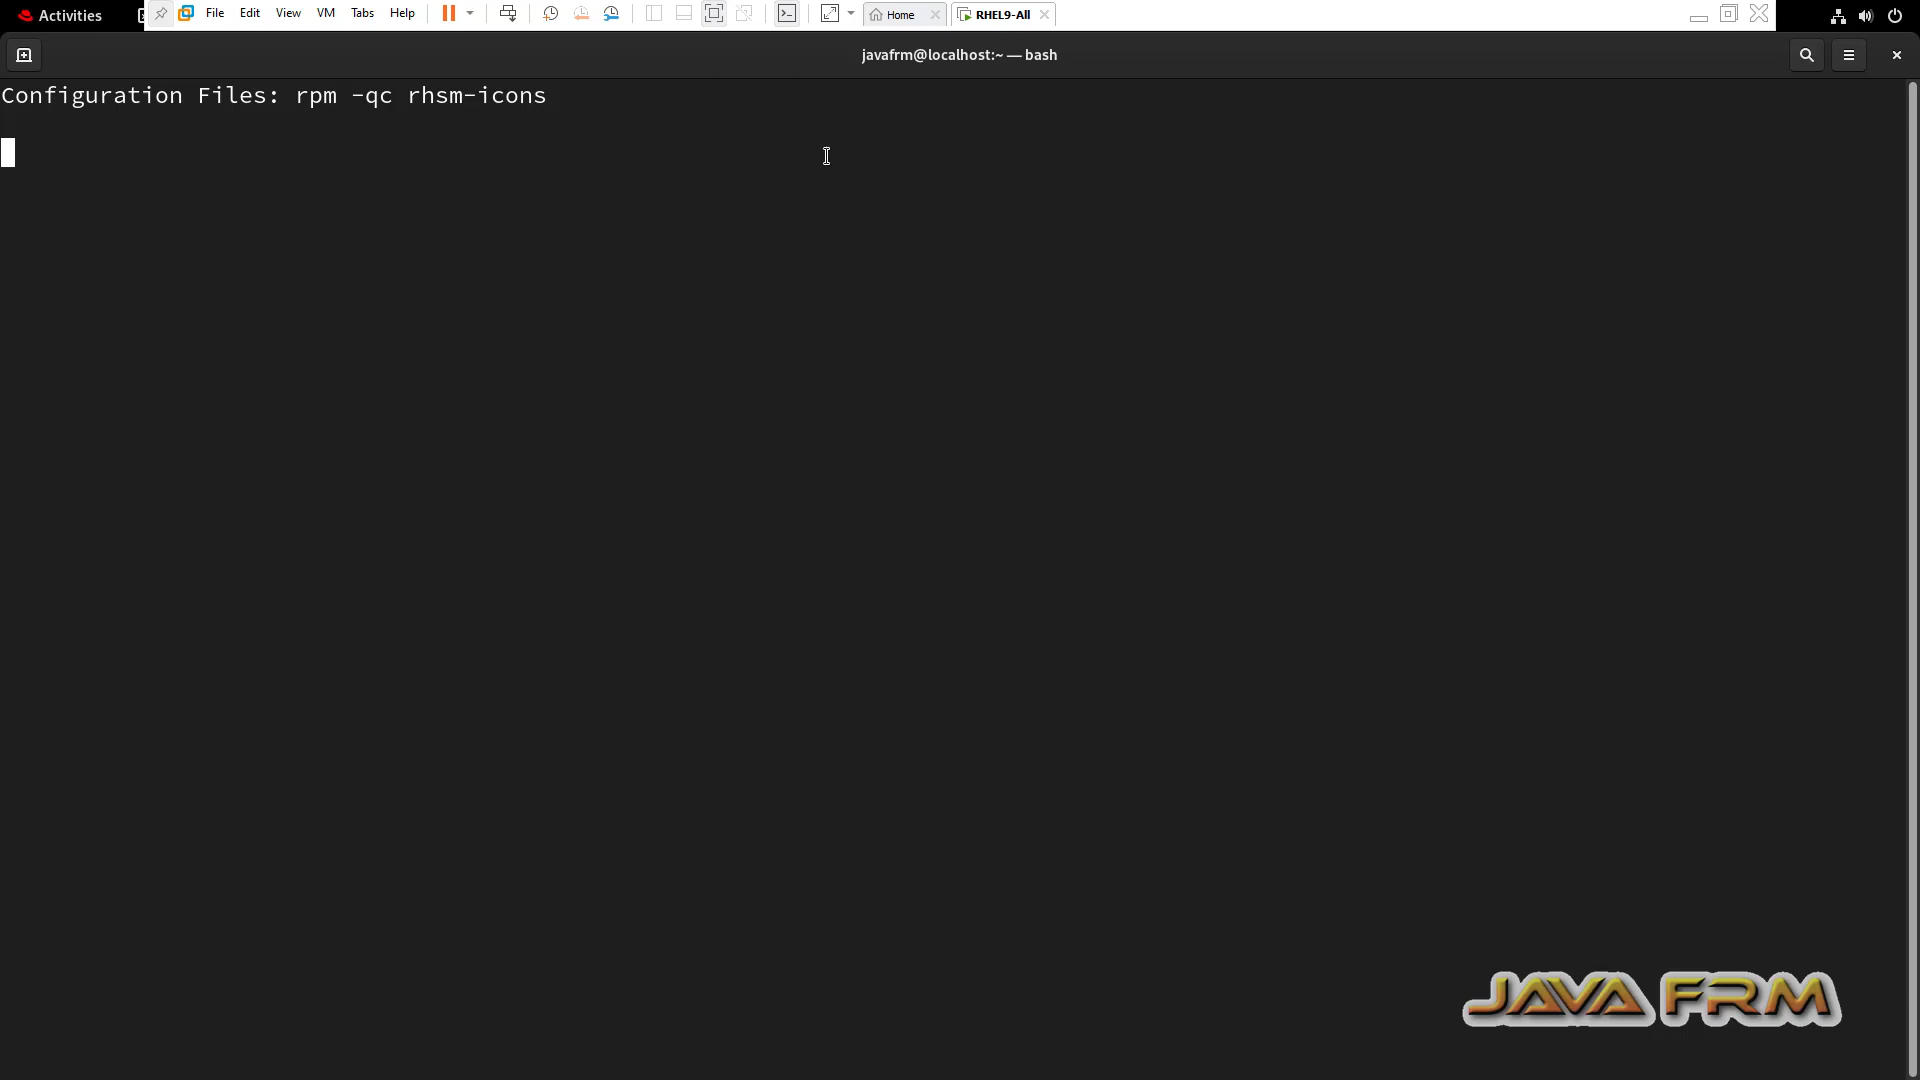 Activities
File Edit View VM Tabs Help
Home
RHEL9-All
javafrm@localhost:~ — bash
Configuration Files: rpm -qc rhsm-icons
JAVA FRM